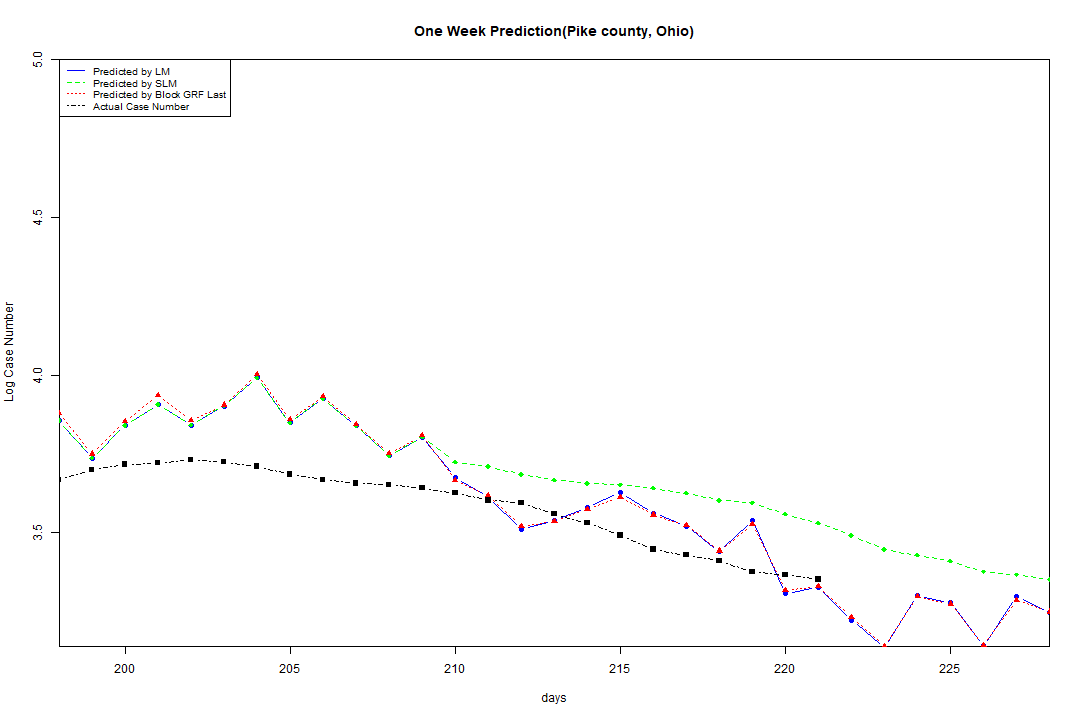 One Week Prediction(Pike county, Ohio)
Predicted by LM
Predicted by SLM
Predicted by Block GRF Last
Actual Case Number
5.0
4.5
4.0
3.5
Log Case Number
200
205
210
215
220
225
days